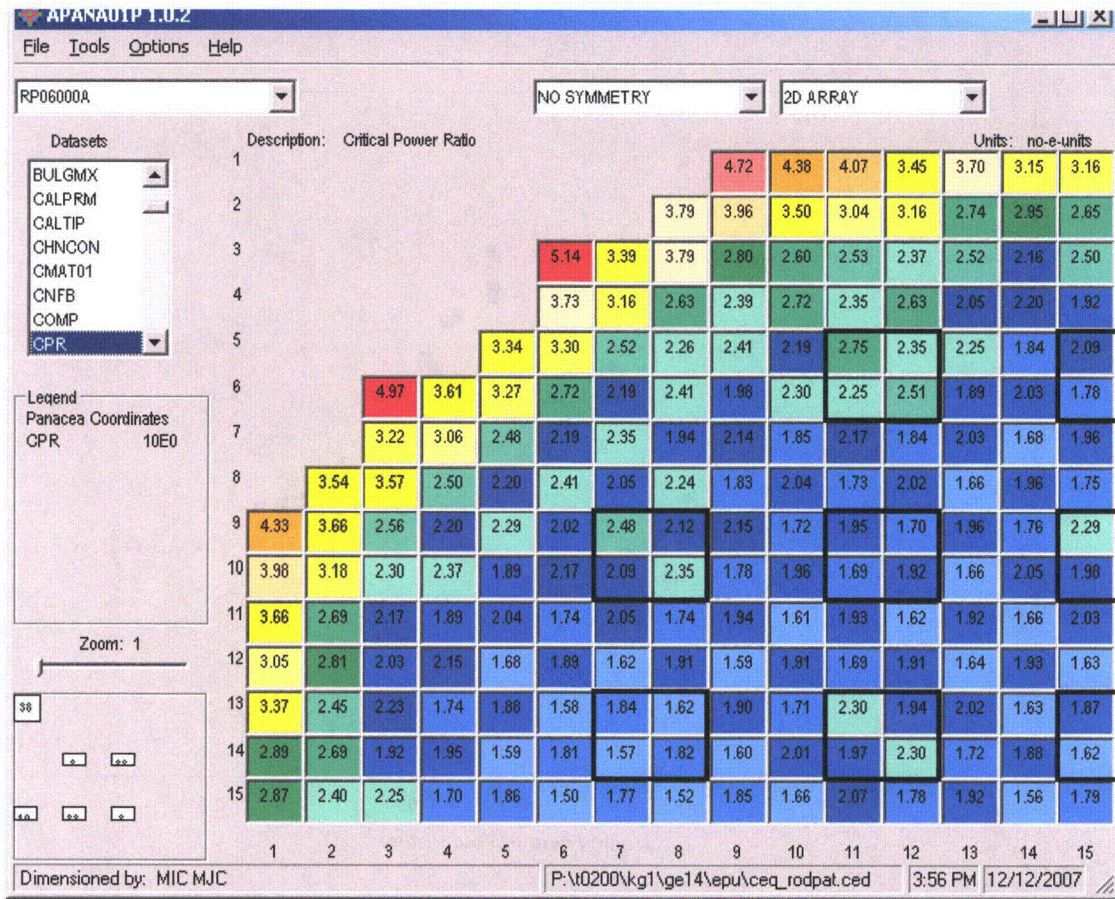 APANAUIP 1.0.2
File Tools Options Help
RP06000A NO SYMMETRY 2D ARRAY
Datasets
BULGMX
CALPRM
CALTIP
CHNCON
CMAT01
CNFB
COMP
CPR
Legend
Panacea Coordinates
CPR 10E0
Zoom: 1
38
Description: Critical Power Ratio Units: no-e-units
1 4.72 4.38 4.07 3.45 3.70 3.15 3.16
2 3.79 3.96 3.50 3.04 3.16 2.74 2.95 2.65
3 5.14 3.39 3.79 2.80 2.60 2.53 2.37 2.52 2.16 2.50
4 3.73 3.16 2.63 2.39 2.72 2.35 2.63 2.05 2.20 1.92
5 3.34 3.30 2.52 2.26 2.41 2.19 2.75 2.35 2.25 1.84 2.09
6 4.97 3.61 3.27 2.72 2.19 2.41 1.98 2.30 2.25 2.51 1.89 2.03 1.78
7 3.22 3.06 2.48 2.19 2.35 1.94 2.14 1.85 2.17 1.84 2.03 1.68 1.96
8 3.54 3.57 2.50 2.20 2.41 2.05 2.24 1.83 2.04 1.73 2.02 1.66 1.96 1.75
9 4.33 3.66 2.56 2.20 2.29 2.02 2.48 2.12 2.15 1.72 1.95 1.70 1.96 1.76 2.29
10 3.98 3.18 2.30 2.37 1.89 2.17 2.09 2.35 1.78 1.96 1.69 1.92 1.66 2.05 1.98
11 3.66 2.69 2.17 1.89 2.04 1.74 2.05 1.74 1.94 1.61 1.93 1.62 1.92 1.66 2.03
12 3.05 2.81 2.03 2.15 1.68 1.89 1.62 1.91 1.59 1.91 1.69 1.91 1.64 1.93 1.63
13 3.37 2.45 2.23 1.74 1.88 1.58 1.84 1.62 1.90 1.71 2.30 1.94 2.02 1.63 1.87
14 2.89 2.69 1.92 1.95 1.59 1.81 1.57 1.82 1.60 2.01 1.97 2.30 1.72 1.88 1.62
15 2.87 2.40 2.25 1.70 1.86 1.50 1.77 1.52 1.85 1.66 2.07 1.78 1.92 1.56 1.79
1 2 3 4 5 6 7 8 9 10 11 12 13 14 15
Dimensioned by: MIC MJC P:\t0200\kg1\ge14\epu\ceq_rodpat.ced 3:56 PM 12/12/2007